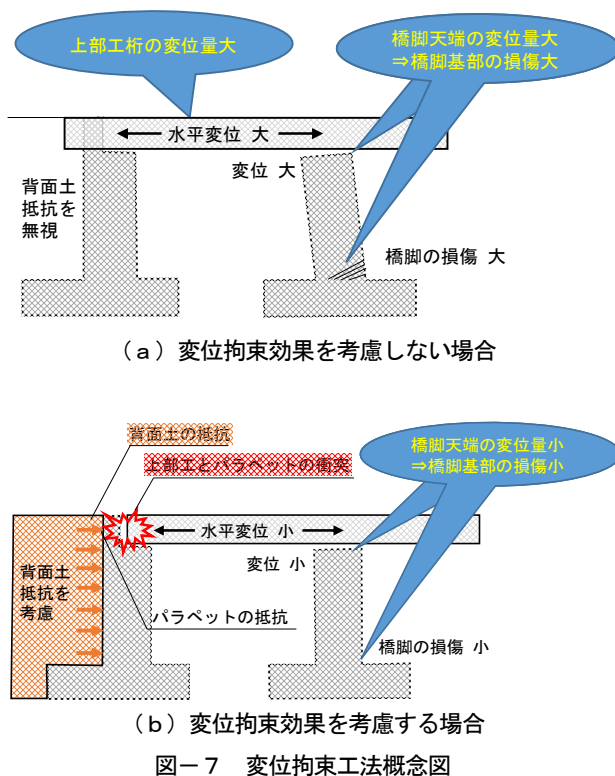 上部工桁の変位量大
橋脚天端の変位量大
⇒橋脚基部の損傷大
水平変位 大
変位 大
背面土
抵抗を
無視
橋脚の損傷 大
（a）変位拘束効果を考慮しない場合
背面土の抵抗
上部工とパラペットの衝突
橋脚天端の変位量小
⇒橋脚基部の損傷小
水平変位 小
変位 小
背面土
抵抗を
考慮
パラペットの抵抗
橋脚の損傷 小
（b）変位拘束効果を考慮する場合
図－７ 変位拘束工法概念図